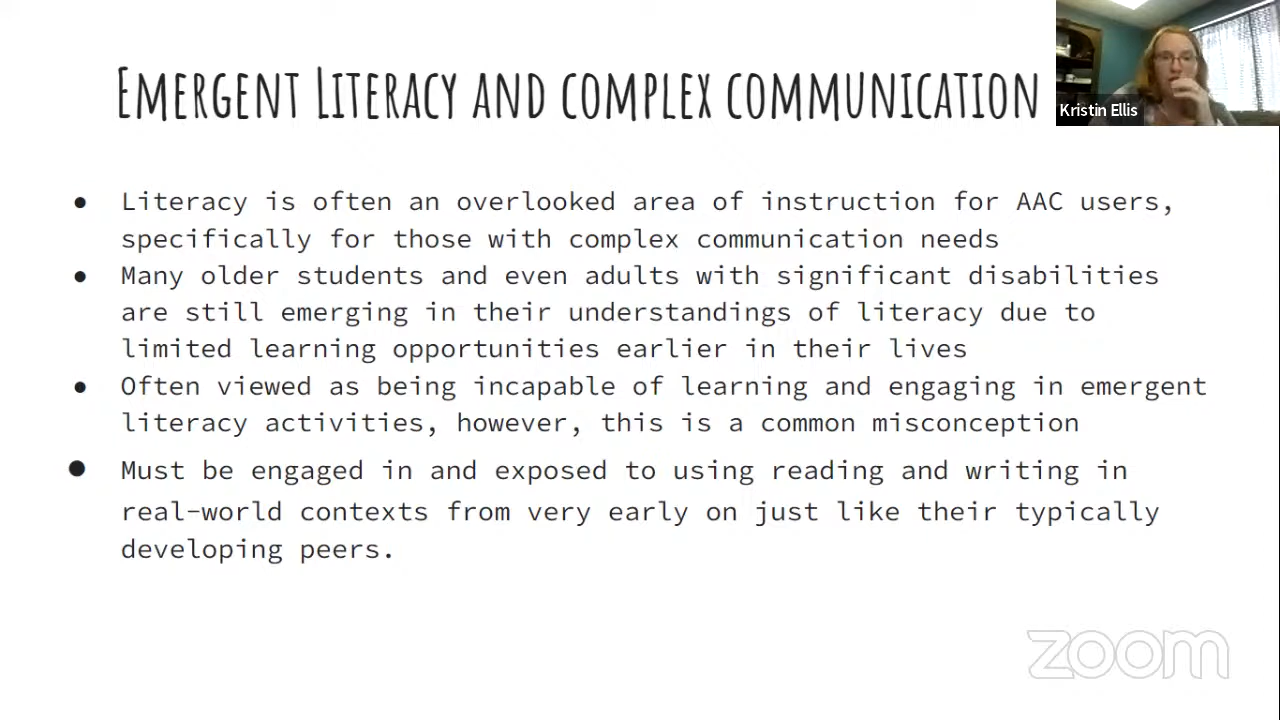 Emergent Literacy and complex communication
Kristin Ellis
● Literacy is often an overlooked area of instruction for AAC users,
specifically for those with complex communication needs
● Many older students and even adults with significant disabilities
are still emerging in their understandings of literacy due to
limited learning opportunities earlier in their lives
● Often viewed as being incapable of learning and engaging in emergent
literacy activities, however, this is a common misconception
● Must be engaged in and exposed to using reading and writing in
real-world contexts from very early on just like their typically
developing peers.
zoom